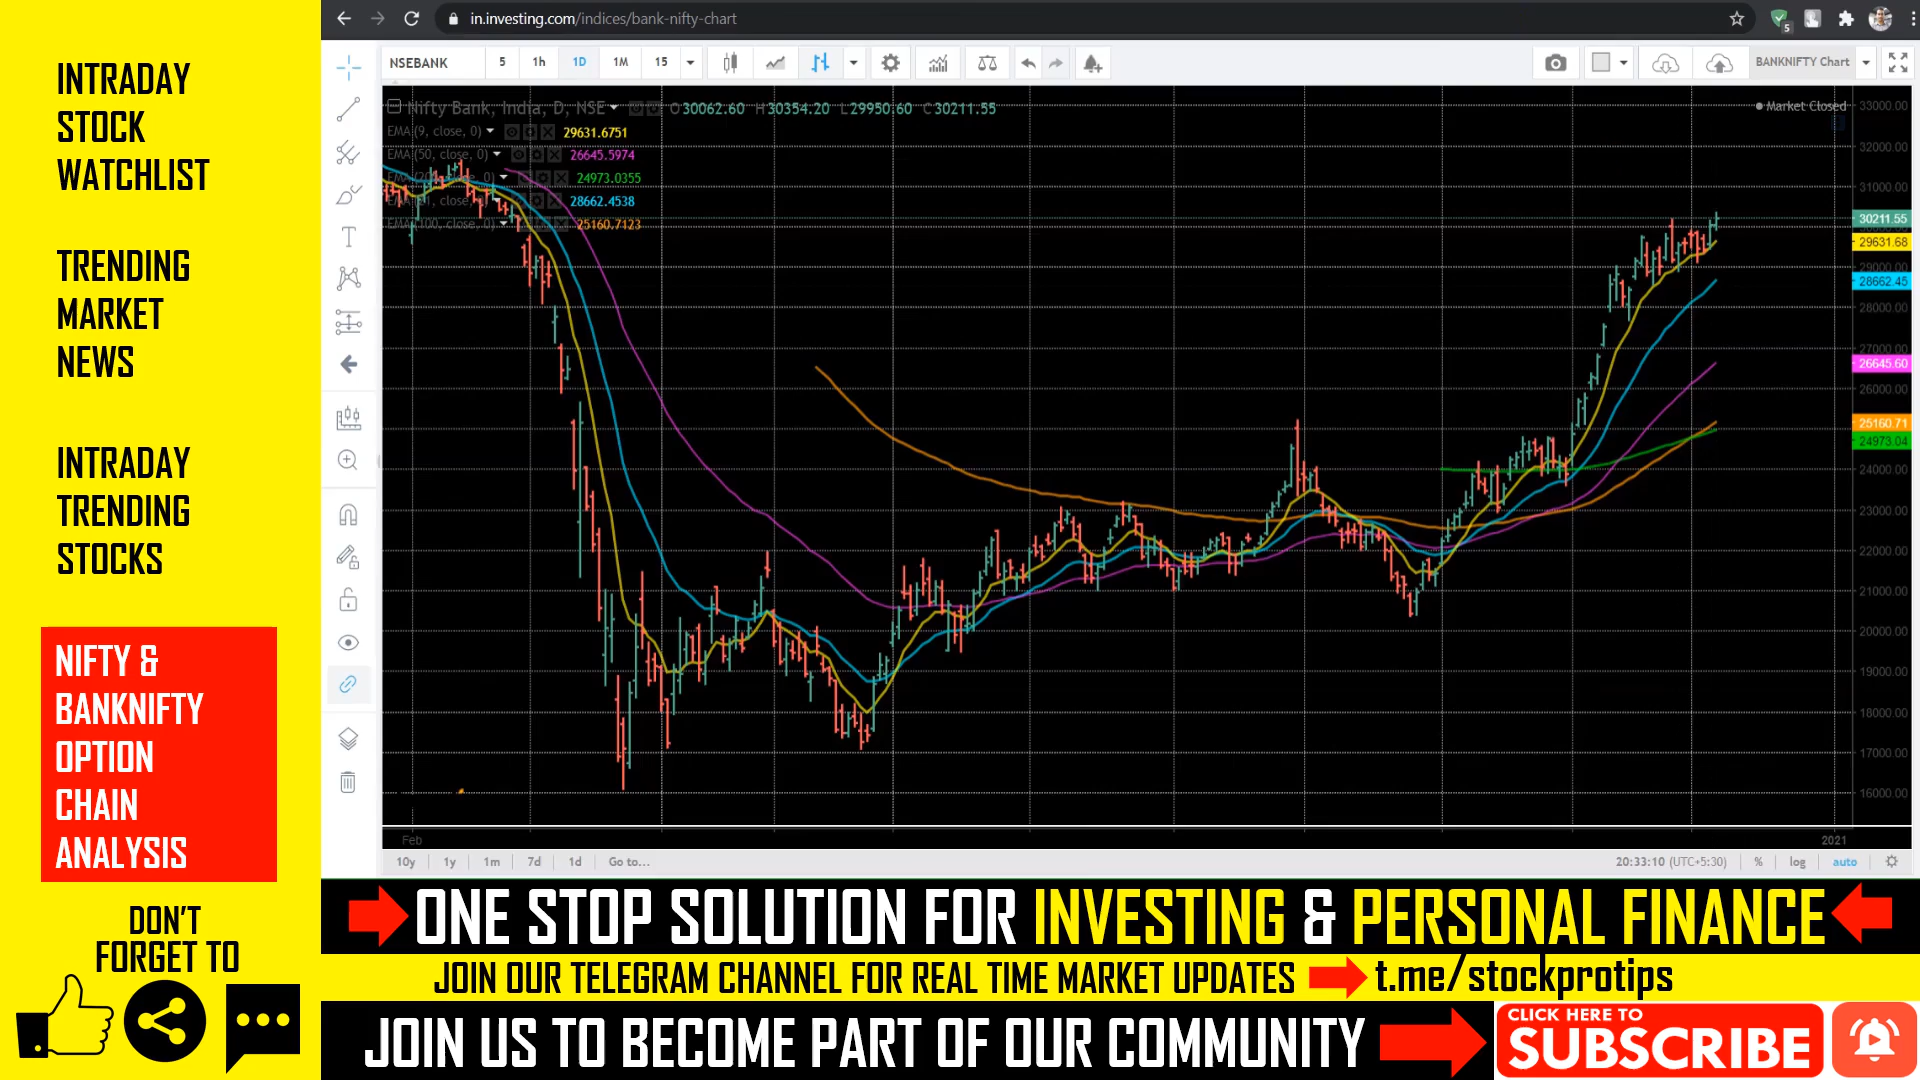 INTRADAY
STOCK
WATCHLIST
TRENDING
MARKET
NEWS
INTRADAY
TRENDING
STOCKS
NIFTY &
BANKNIFTY
OPTION
CHAIN
ANALYSIS
DON'T
FORGET TO
in.investing.com/indices/bank-nifty-chart
5
NSEBANK 5 1h 1D 1M 15
BANKNIFTY Chart
Nifty Bank, India, D, NSE O30062.60 H30354.20 L29950.60 C30211.55
Market Closed
EMA (9, close, 0) 29631.6751
EMA (50, close, 0) 26645.5974
24973.0355
28662.4538
EMA (100, close, 0) 25160.7123
33000.00
32000.00
31000.00
30211.55
29631.68
29000.00
28662.45
28000.00
27000.00
26645.60
26000.00
25160.71
24973.04
24000.00
23000.00
22000.00
21000.00
20000.00
19000.00
18000.00
17000.00
16000.00
Feb 2021
10y 1y 1m 7d 1d Go to... 20:33:10 (UTC+5:30) % log auto
ONE STOP SOLUTION FOR INVESTING & PERSONAL FINANCE
JOIN OUR TELEGRAM CHANNEL FOR REAL TIME MARKET UPDATES t.me/stockprotips
JOIN US TO BECOME PART OF OUR COMMUNITY
CLICK HERE TO
SUBSCRIBE